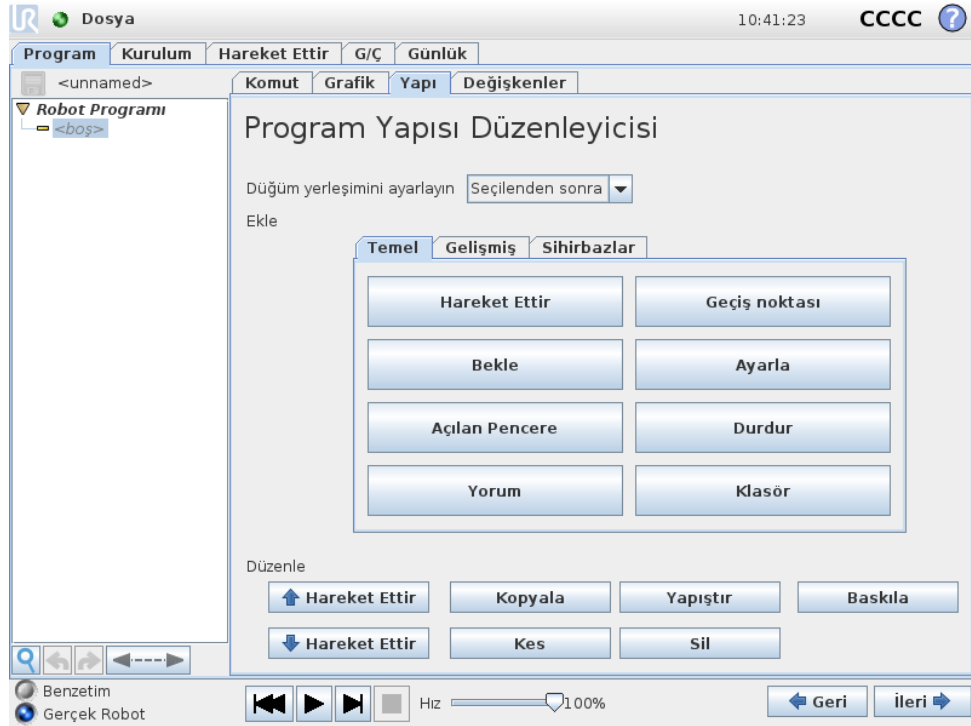 UR Dosya 10:41:23 CCCC ?
Program Kurulum Hareket Ettir G/Ç Günlük
<unnamed> Komut Grafik Yapı Değişkenler
Robot Programı
<boş>
Program Yapısı Düzenleyicisi
Düğüm yerleşimini ayarlayın Seçilenden sonra
Ekle
Temel Gelişmiş Sihirbazlar
Hareket Ettir Geçiş noktası
Bekle Ayarla
Açılan Pencere Durdur
Yorum Klasör
Düzenle
Hareket Ettir Kopyala Yapıştır Baskıla
Hareket Ettir Kes Sil
Benzetim
Gerçek Robot
Hız 100% Geri İleri